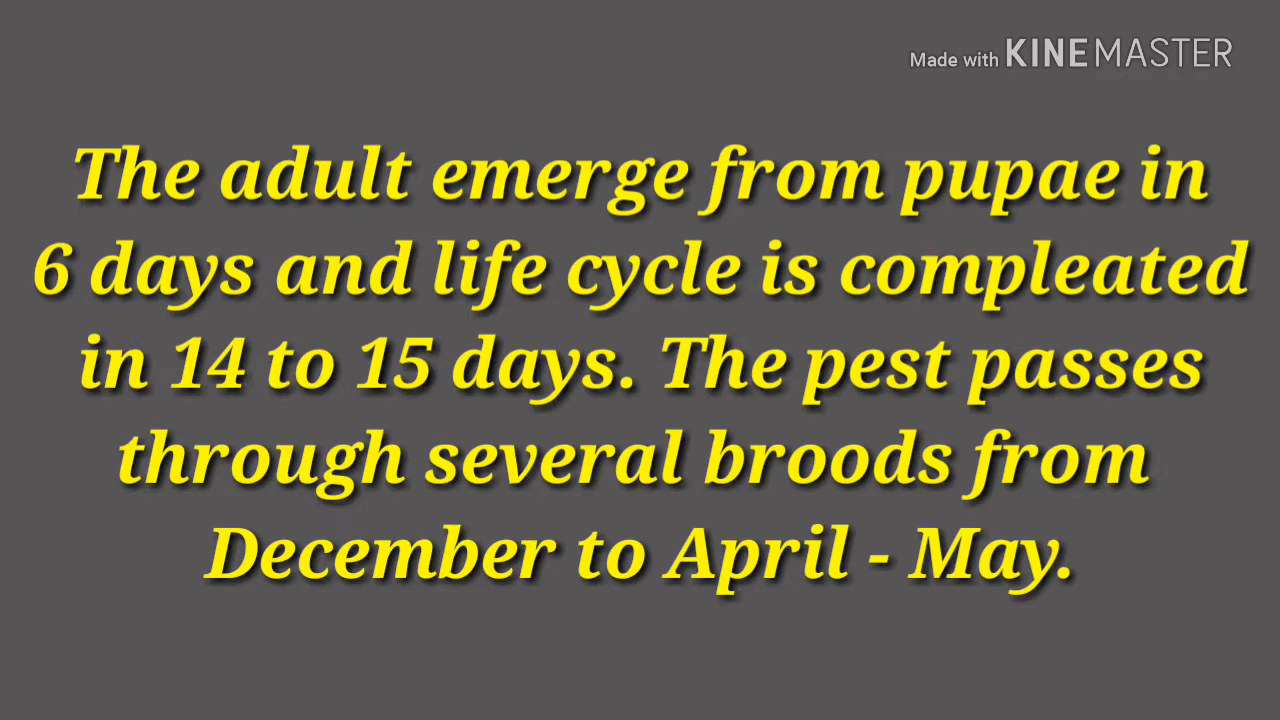 Made with KINEMASTER
The adult emerge from pupae in
6 days and life cycle is compleated
in 14 to 15 days. The pest passes
through several broods from
December to April - May.